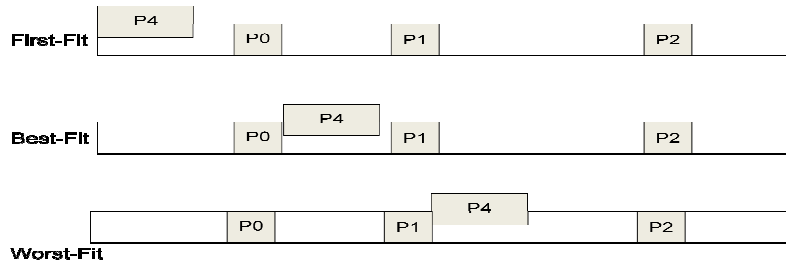 P4
First-Fit P0 P1 P2
P4
Best-Fit P0 P1 P2
P4
P0 P1 P2
Worst-Fit